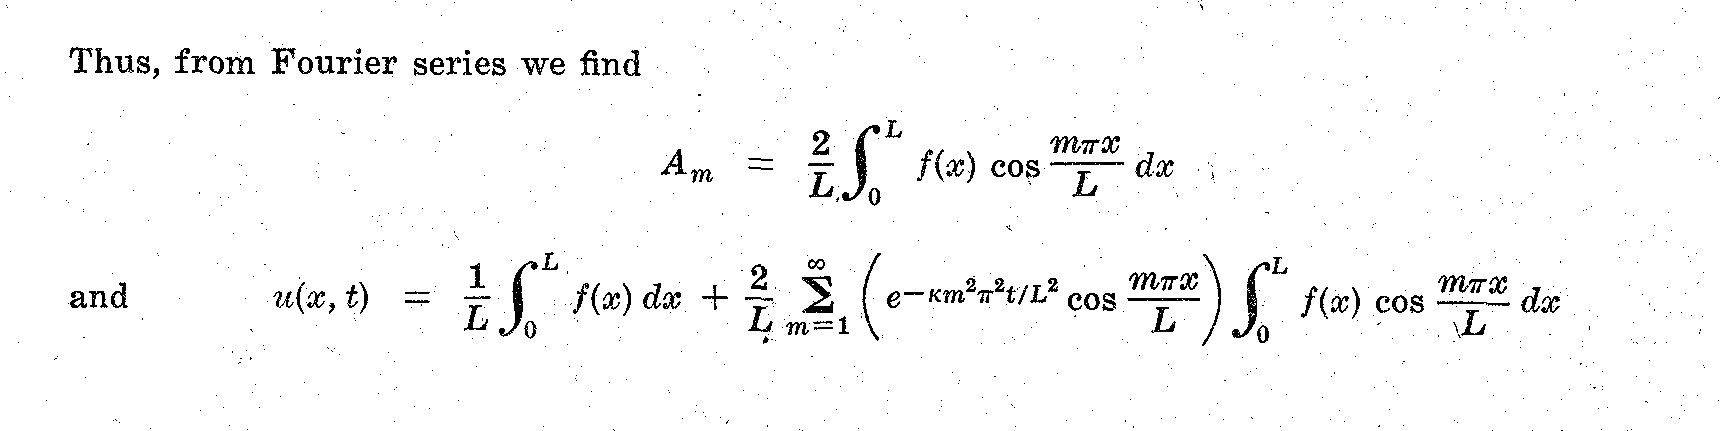 Thus, from Fourier series we find
A_m = \frac{2}{L} \int_0^L f(x) \cos \frac{m\pi x}{L} dx
and u(x, t) = \frac{1}{L} \int_0^L f(x) dx + \frac{2}{L} \sum_{m=1}^{\infty} \left( e^{-\kappa m^2 \pi^2 t/L^2} \cos \frac{m\pi x}{L} \right) \int_0^L f(x) \cos \frac{m\pi x}{L} dx